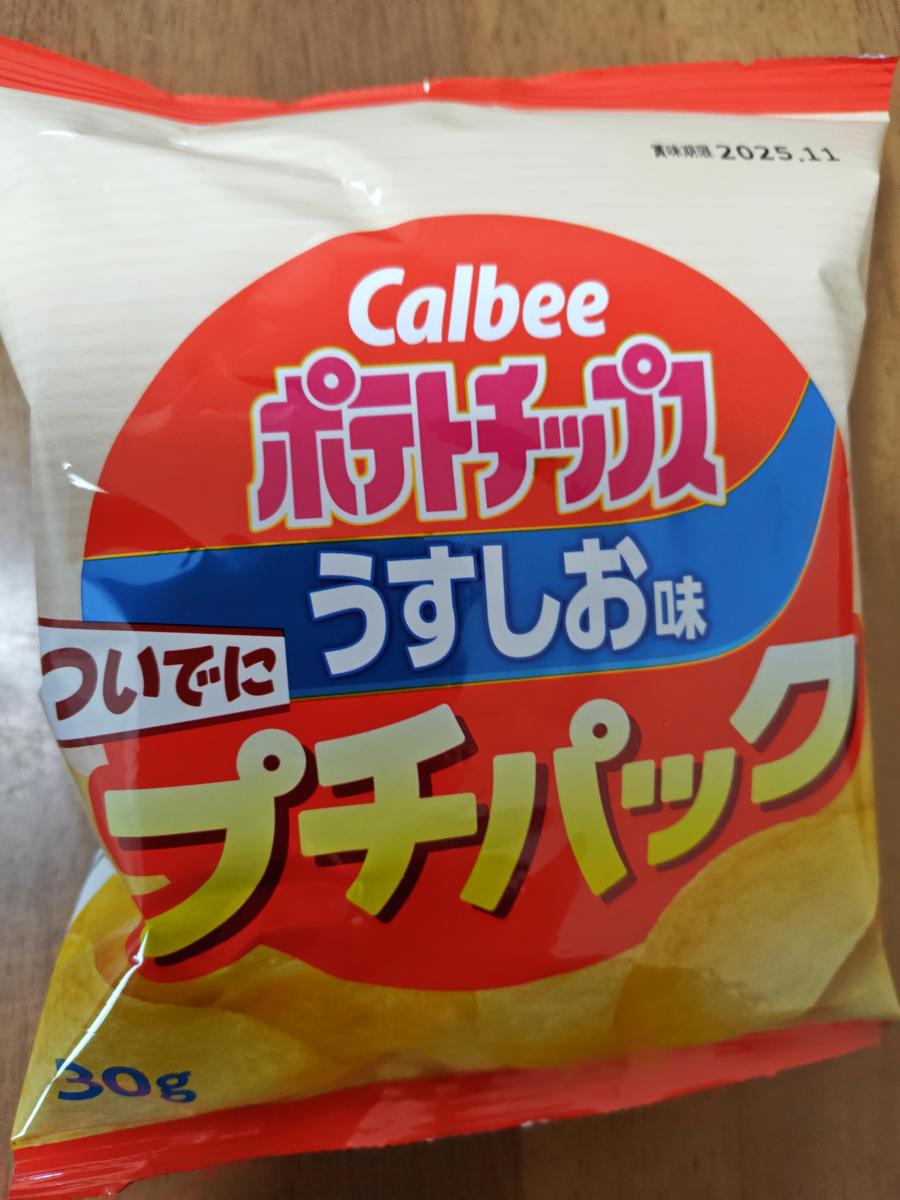 賞味期限 2025.11
Calbee
ポテトチップス
うすしお味
ついでに
プチパック
30g